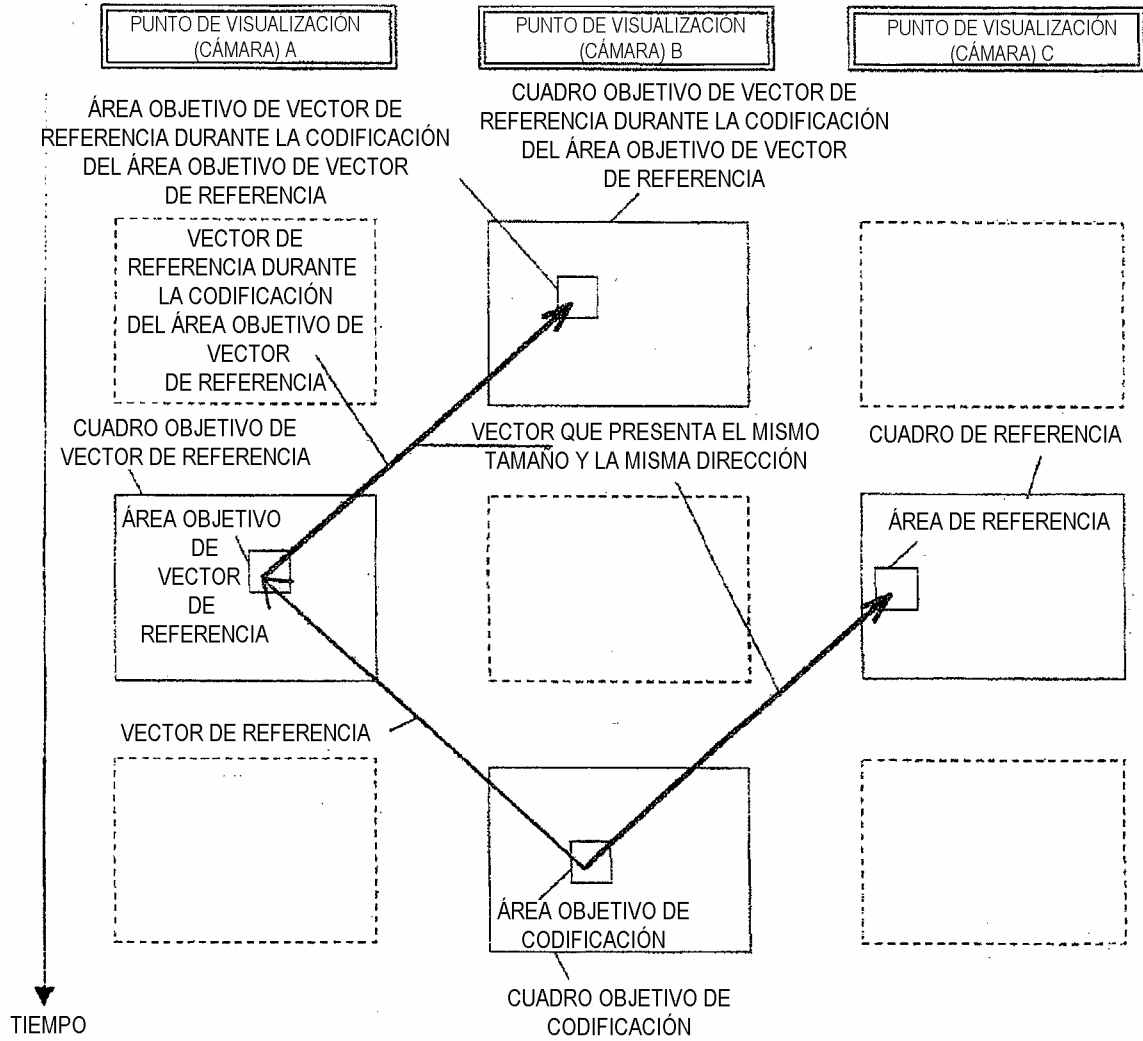 PUNTO DE VISUALIZACIÓN
(CÁMARA) A
PUNTO DE VISUALIZACIÓN
(CÁMARA) B
PUNTO DE VISUALIZACIÓN
(CÁMARA) C
ÁREA OBJETIVO DE VECTOR DE
REFERENCIA DURANTE LA CODIFICACIÓN
DEL ÁREA OBJETIVO DE VECTOR
DE REFERENCIA
CUADRO OBJETIVO DE VECTOR DE
REFERENCIA DURANTE LA CODIFICACIÓN
DEL ÁREA OBJETIVO DE VECTOR
DE REFERENCIA
VECTOR DE
REFERENCIA DURANTE
LA CODIFICACIÓN
DEL ÁREA OBJETIVO DE
VECTOR
DE REFERENCIA
CUADRO OBJETIVO DE
VECTOR DE REFERENCIA
VECTOR QUE PRESENTA EL MISMO
TAMAÑO Y LA MISMA DIRECCIÓN
CUADRO DE REFERENCIA
ÁREA OBJETIVO
DE
VECTOR
DE
REFERENCIA
ÁREA DE REFERENCIA
VECTOR DE REFERENCIA
ÁREA OBJETIVO DE
CODIFICACIÓN
CUADRO OBJETIVO DE
CODIFICACIÓN
TIEMPO